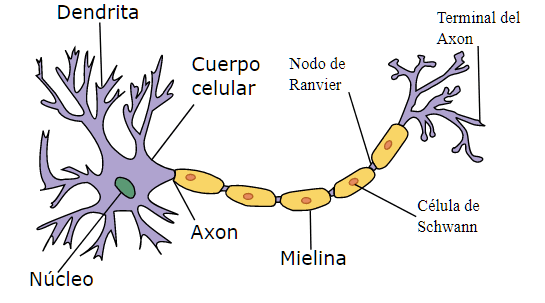 Dendrita
Terminal del
Axon
Cuerpo
celular
Nodo de
Ranvier
Célula de
Schwann
Axon
Mielina
Núcleo